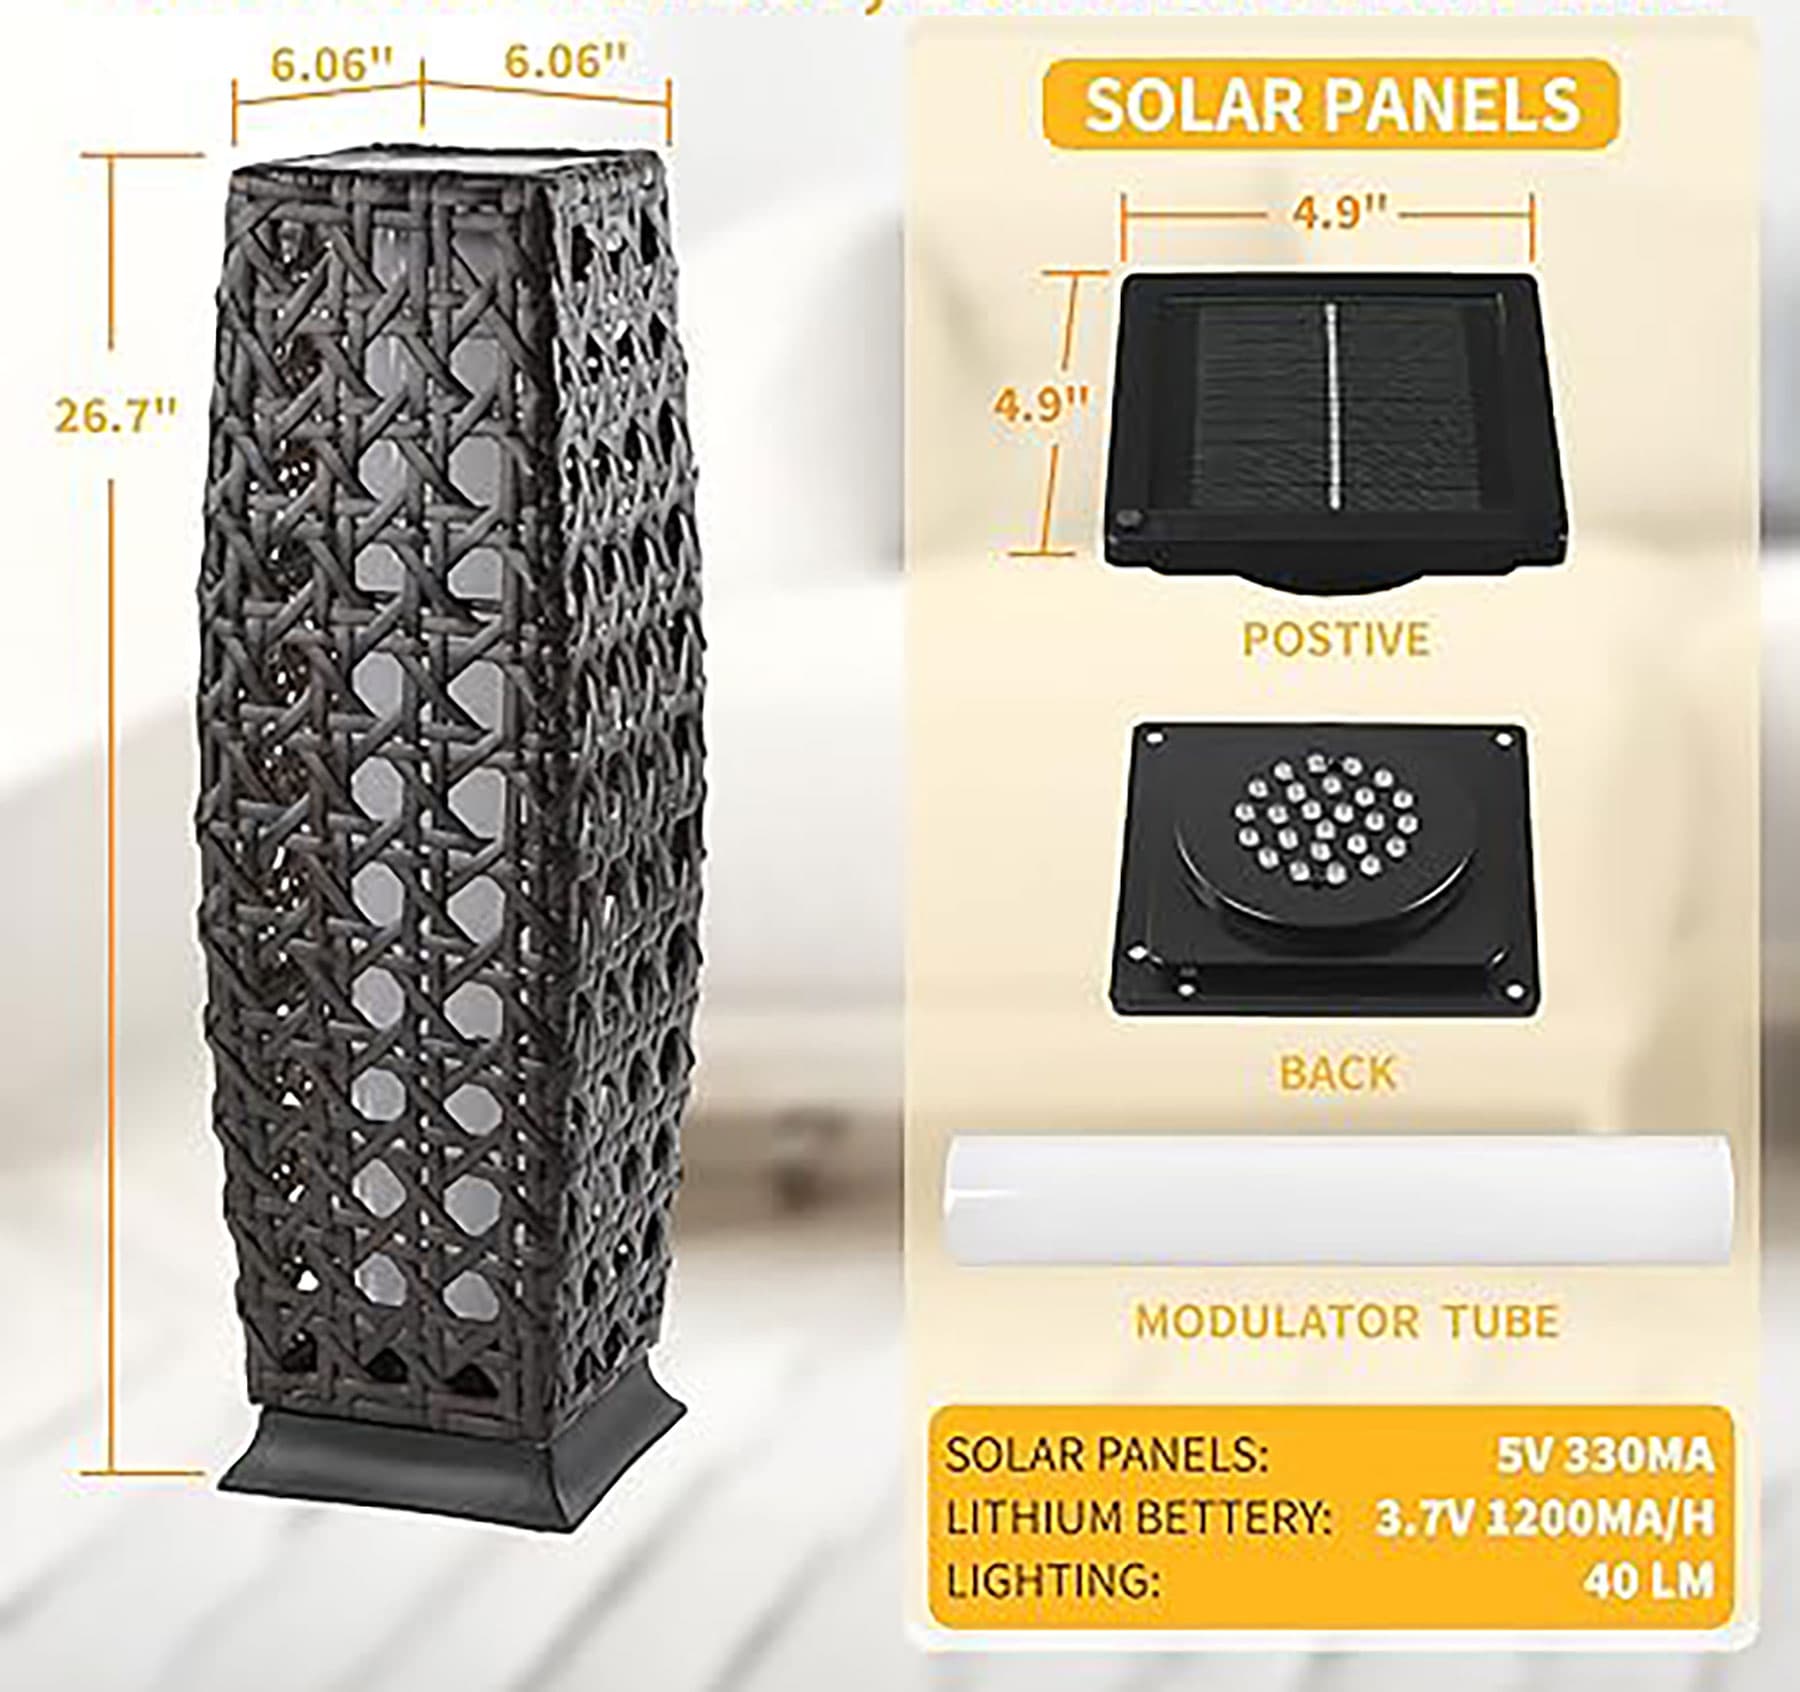 6.06"
6.06"
26.7"
SOLAR PANELS
4.9"
4.9"
POSTIVE
BACK
MODULATOR TUBE
SOLAR PANELS: 5V 330MA
LITHIUM BETTERY: 3.7V 1200MA/H
LIGHTING: 40 LM